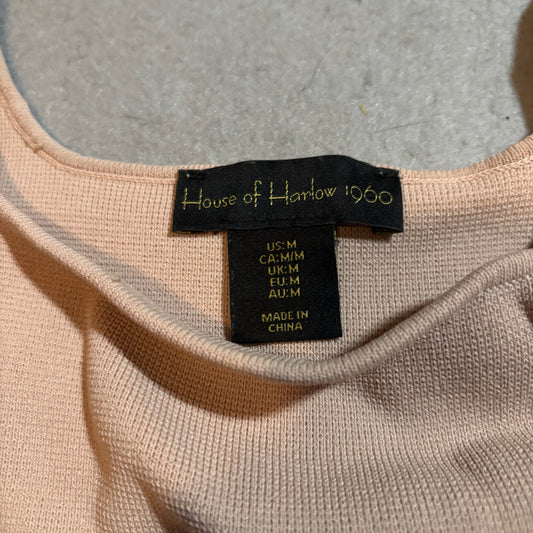 House of Harlow 1960
US:M
CA:M/M
UK:M
EU:M
AU:M
MADE IN
CHINA